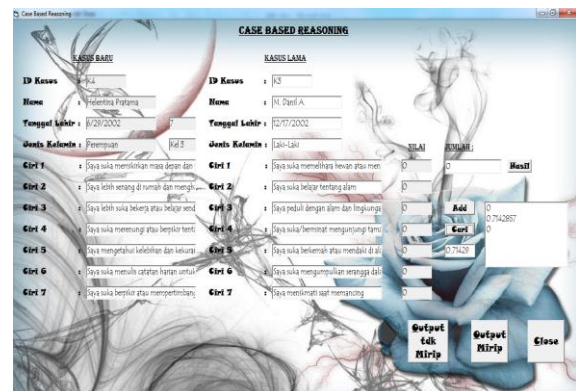 Case Based Reasoning
CASE BASED REASONING
KASUS BARU
KASUS LAMA
ID Kasus : K4 ID Kasus : K3
Nama : Helentina Pratama Nama : M. Danil A.
Tanggal Lahir : 6/29/2002 7 Tanggal Lahir : 12/17/2002
Jenis Kelamin : Perempuan Kel 3 Jenis Kelamin : Laki-Laki NILAI JUMLAH :
Ciri 1 : Saya suka memikirkan masa depan dan Ciri 1 : Saya suka memelihara hewan atau men 0 0 Hasil
Ciri 2 : Saya lebih senang di rumah dan mengh Ciri 2 : Saya suka belajar tentang alam 0
Ciri 3 : Saya lebih suka bekerja atau belajar send Ciri 3 : Saya peduli dengan alam dan lingkunga 0 Add 0
0.7142857
Ciri 4 : Saya suka merenungi atau berpikir tenta Ciri 4 : Saya suka/berminat mengunjungi tama 0 Cari 0
Ciri 5 : Saya mengetahui kelebihan dan kekura Ciri 5 : Saya suka berkemah atau mendaki di al 0 0,71429
Ciri 6 : Saya suka menulis catatan harian untuk Ciri 6 : Saya suka mengumpulkan serangga dala 0
Ciri 7 : Saya suka berpikir atau mempertimbang Ciri 7 : Saya menikmati saat memancing 0
Output tdk Mirip
Output Mirip
Close